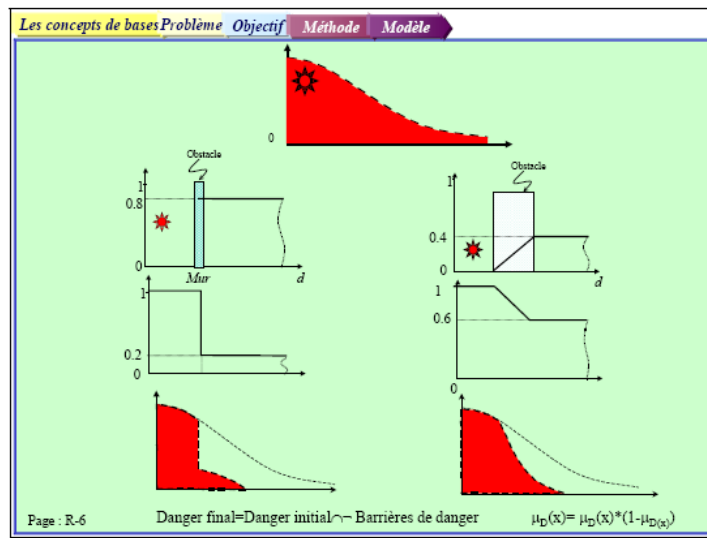 Les concepts de bases Problème Objectif Méthode Modèle
0
Obstacle
1
0.8
0
Mur
d
Obstacle
1
0.4
0
d
1
0.2
0
1
0.6
0
Page : R-6
Danger final=Danger initial∩¬ Barrières de danger
μD(x)= μD(x)*(1-μD(x))